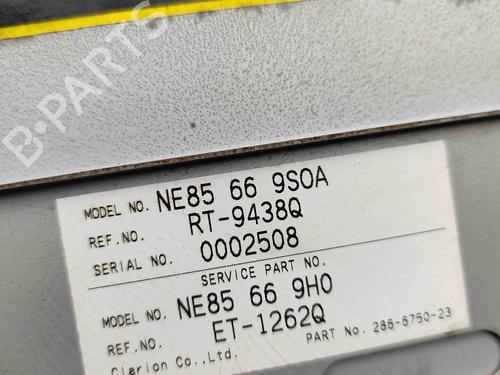 B-PARTS
MODEL NO. NE85 66 9S0A
REF.NO. RT-9438Q
SERIAL NO. 0002508
SERVICE PART NO.
MODEL NO. NE85 66 9H0
REF.NO. ET-1262Q
Clarion Co.,Ltd. PART No. 286-6750-23